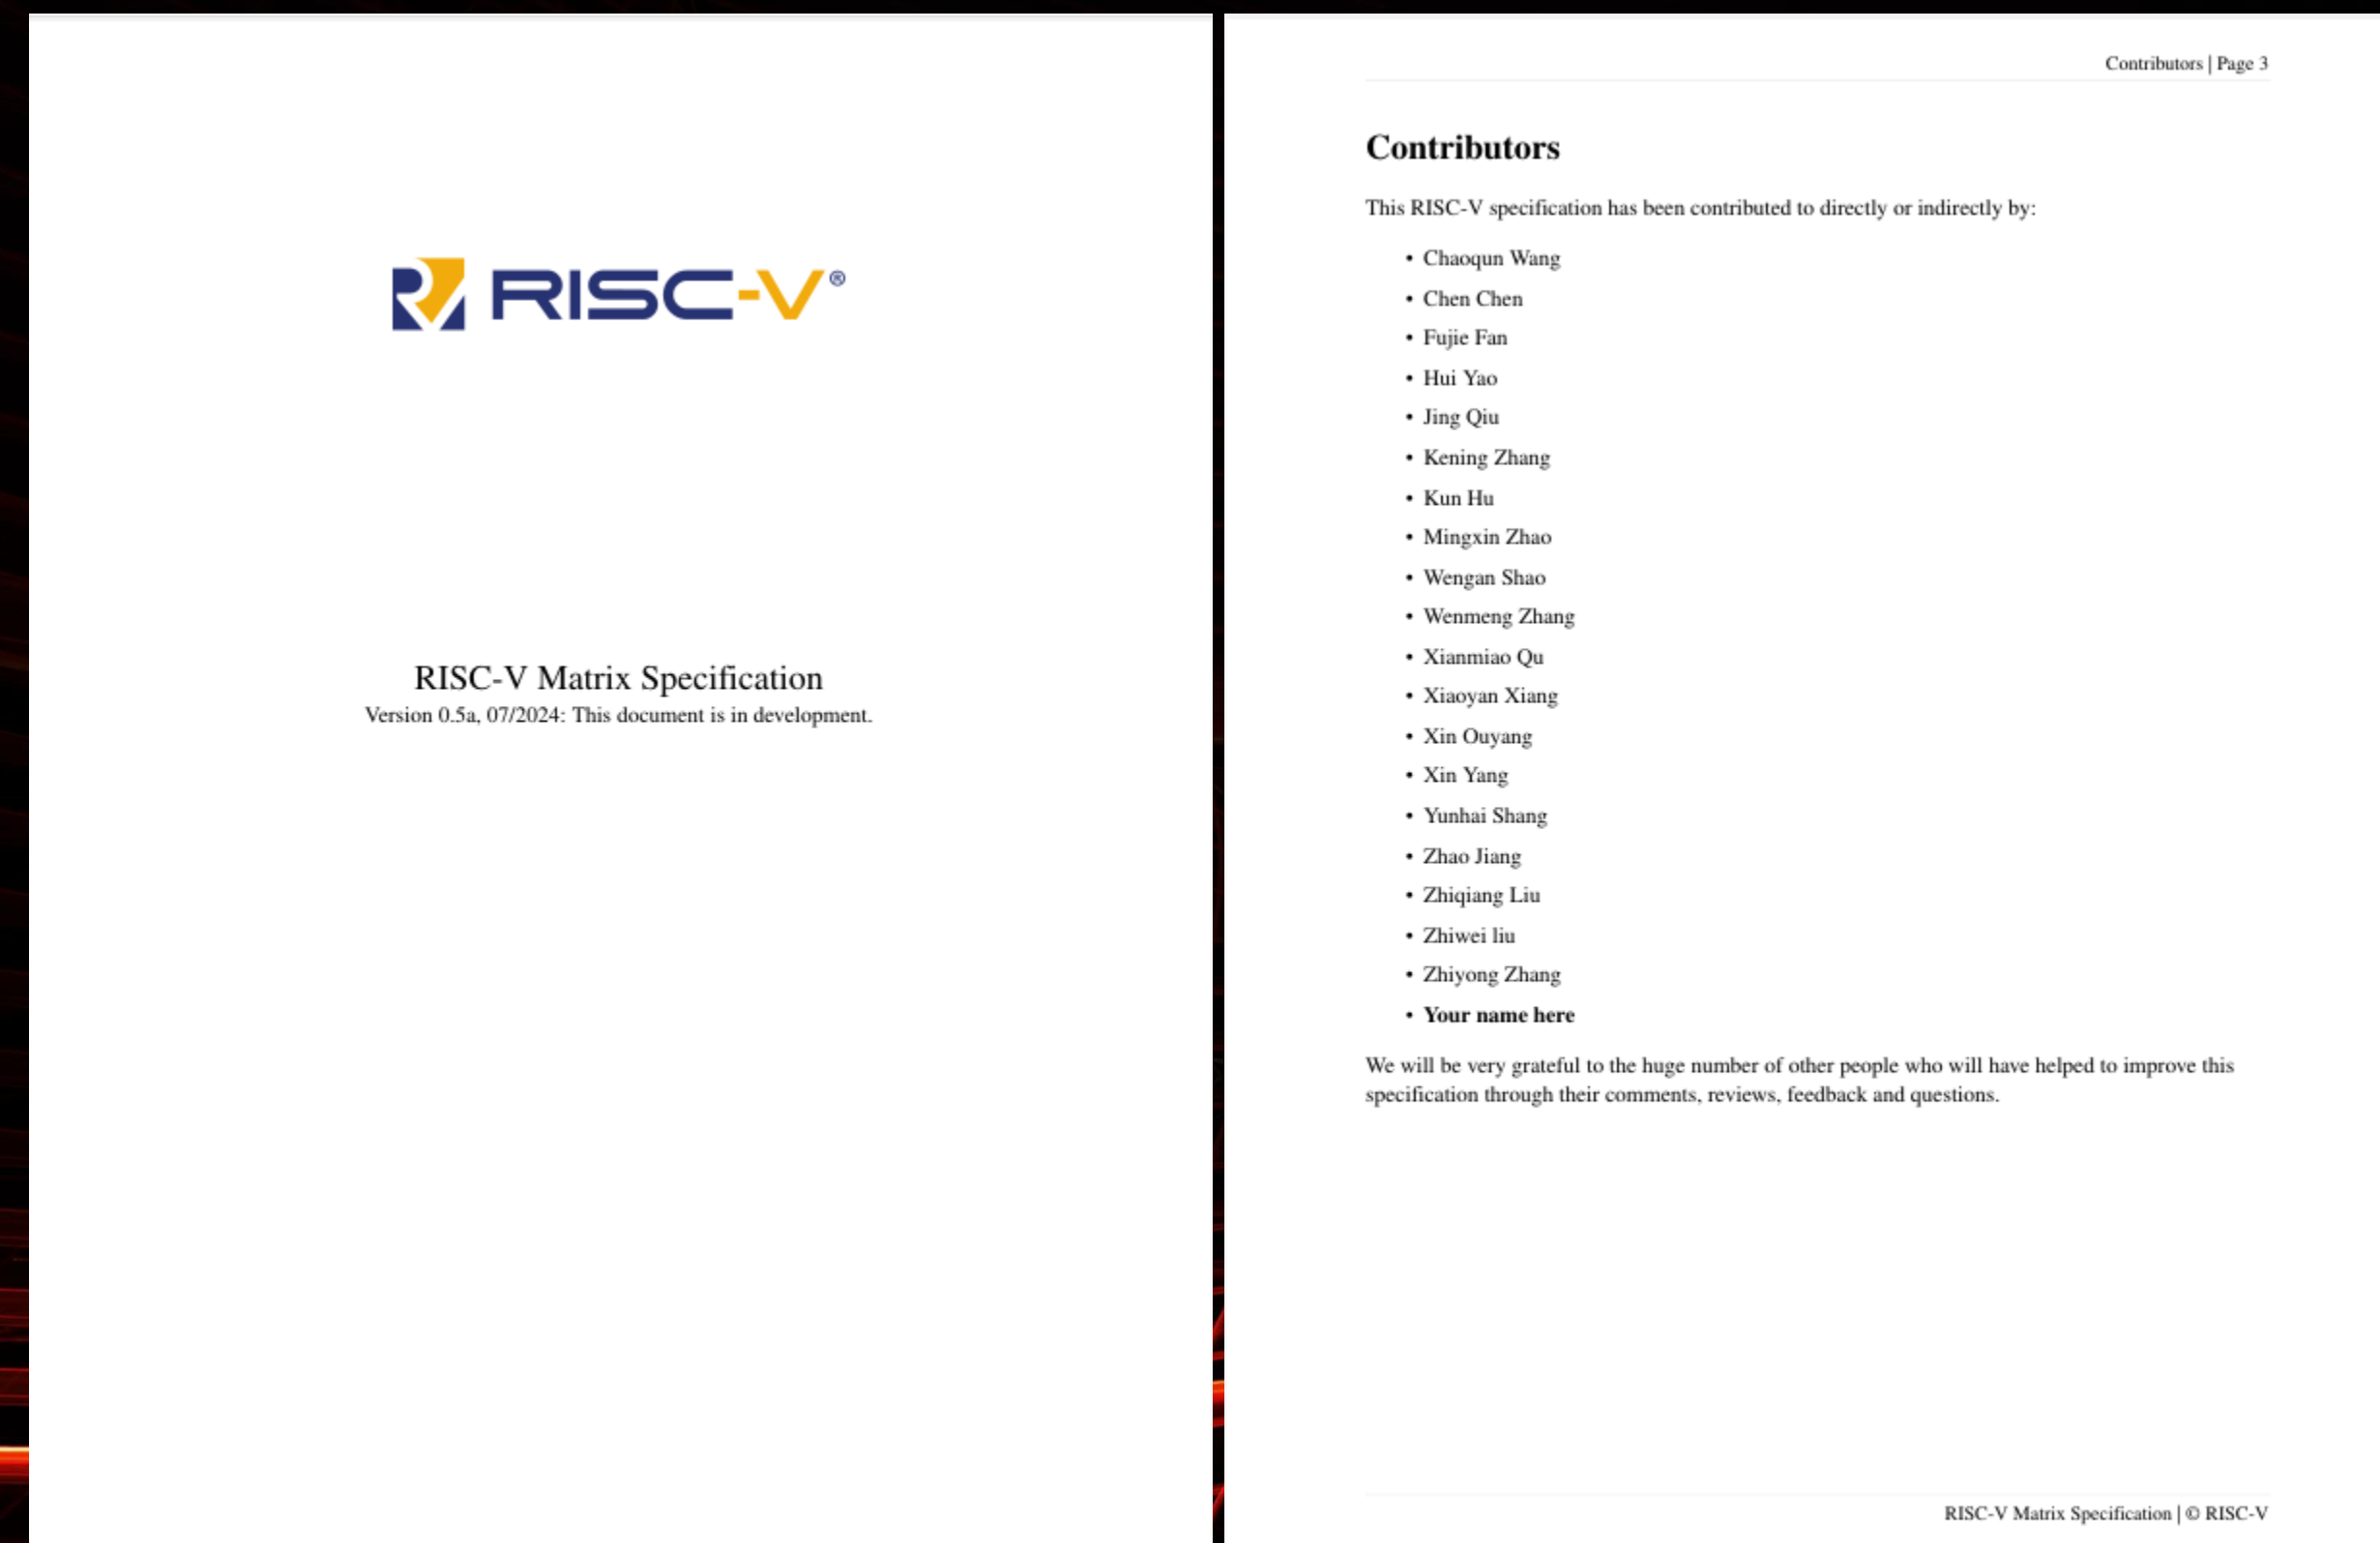 RISC-V®
RISC-V Matrix Specification
Version 0.5a, 07/2024: This document is in development.
Contributors | Page 3
Contributors
This RISC-V specification has been contributed to directly or indirectly by:
• Chaoqun Wang
• Chen Chen
• Fujie Fan
• Hui Yao
• Jing Qiu
• Kening Zhang
• Kun Hu
• Mingxin Zhao
• Wengan Shao
• Wenmeng Zhang
• Xianmiao Qu
• Xiaoyan Xiang
• Xin Ouyang
• Xin Yang
• Yunhai Shang
• Zhao Jiang
• Zhiqiang Liu
• Zhiwei liu
• Zhiyong Zhang
• Your name here
We will be very grateful to the huge number of other people who will have helped to improve this
specification through their comments, reviews, feedback and questions.
RISC-V Matrix Specification | © RISC-V